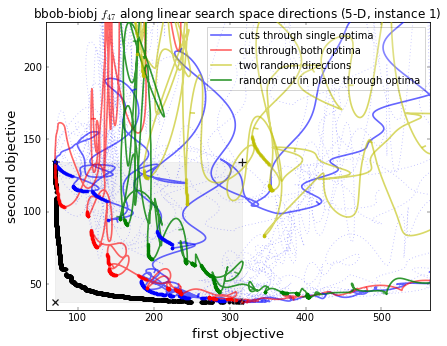 bbob-biobj f47 along linear search space directions (5-D, instance 1)
cuts through single optima
cut through both optima
two random directions
random cut in plane through optima
second objective
200
150
100
50
100
200
300
400
500
first objective